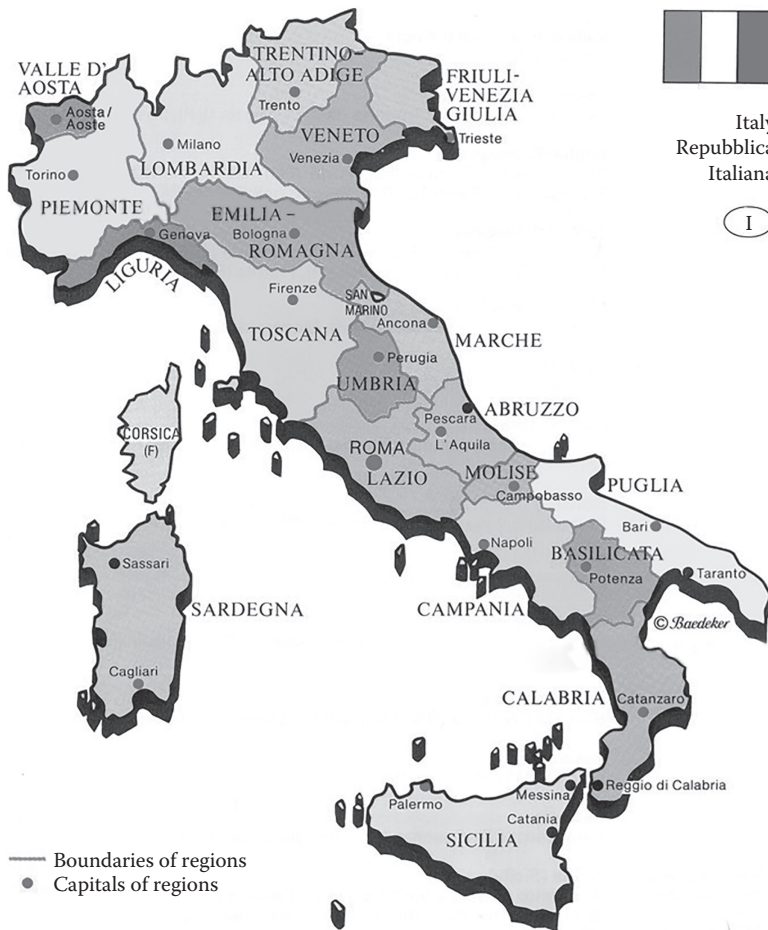 TRENTINO–
ALTO ADIGE
Trento
VALLE D'
AOSTA
Aosta/
Aoste
FRIULI-
VENEZIA
GIULIA
Trieste
Italy
Repubblica
Italiana
I
Milano
LOMBARDIA
VENETO
Venezia
Torino
PIEMONTE
EMILIA –
Bologna
ROMAGNA
Genova
LIGURIA
Firenze
TOSCANA
SAN
MARINO
Ancona
MARCHE
Perugia
UMBRIA
ABRUZZO
Pescara
L'Aquila
CORSICA
(F)
ROMA
LAZIO
MOLISE
Campobasso
PUGLIA
Bari
Napoli
BASILICATA
Potenza
Taranto
Sassari
SARDEGNA
CAMPANIA
© Baedeker
Cagliari
CALABRIA
Catanzaro
Palermo
Messina
Reggio di Calabria
Catania
SICILIA
Boundaries of regions
Capitals of regions